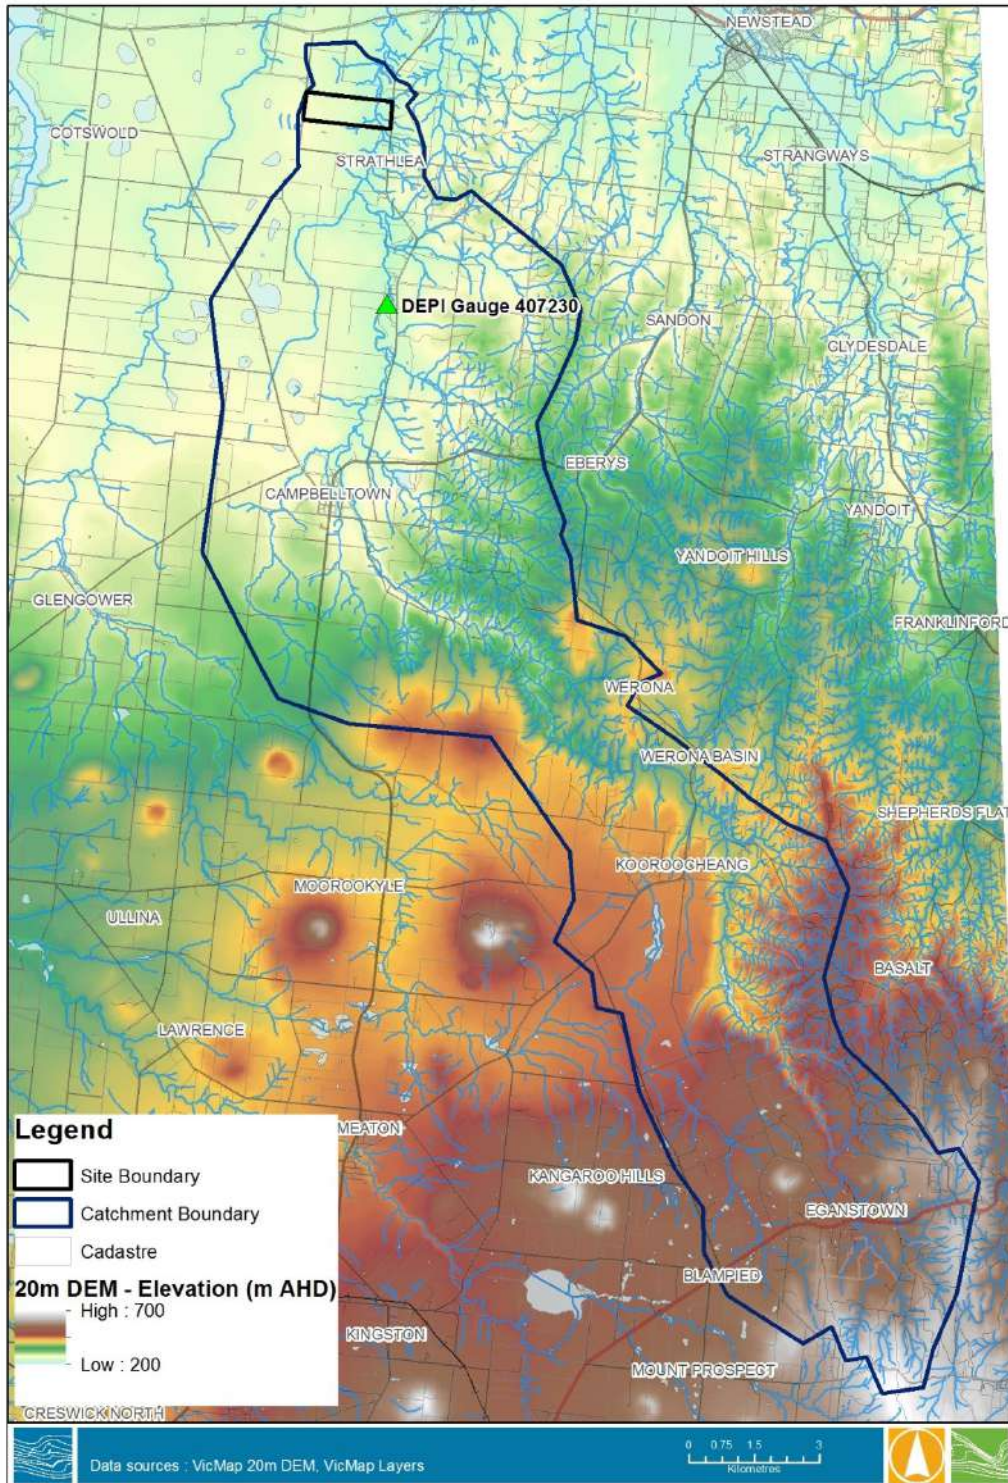 NEWSTEAD
COTSWOLD
STRATHLEA
STRANGWAYS
DEPI Gauge 407230
SANDON
CLYDESDALE
EBERYS
CAMPBELLTOWN
YANDOIT
YANDOIT HILLS
GLENGOWER
FRANKLINFORD
WERONA
WERONA BASIN
SHEPHERDS FLAT
KOOROOCHEANG
MOOROOKYLE
ULLINA
BASALT
LAWRENCE
MEATON
KANGAROO HILLS
EGANSTOWN
BLAMPIED
KINGSTON
MOUNT PROSPECT
CRESWICK NORTH
Legend
Site Boundary
Catchment Boundary
Cadastre
20m DEM - Elevation (m AHD)
High : 700
Low : 200
Data sources : VicMap 20m DEM, VicMap Layers
0 0.75 1.5 3
Kilometres